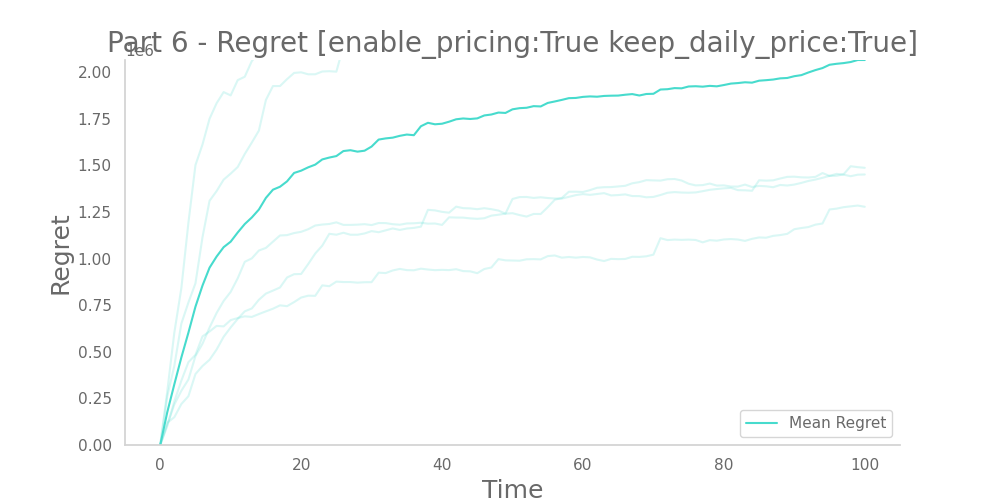 Part 6 - Regret [enable_pricing:True keep_daily_price:True]
1e6
2.00
1.75
1.50
1.25
1.00
0.75
0.50
0.25
0.00
Regret
Mean Regret
0 20 40 60 80 100
Time